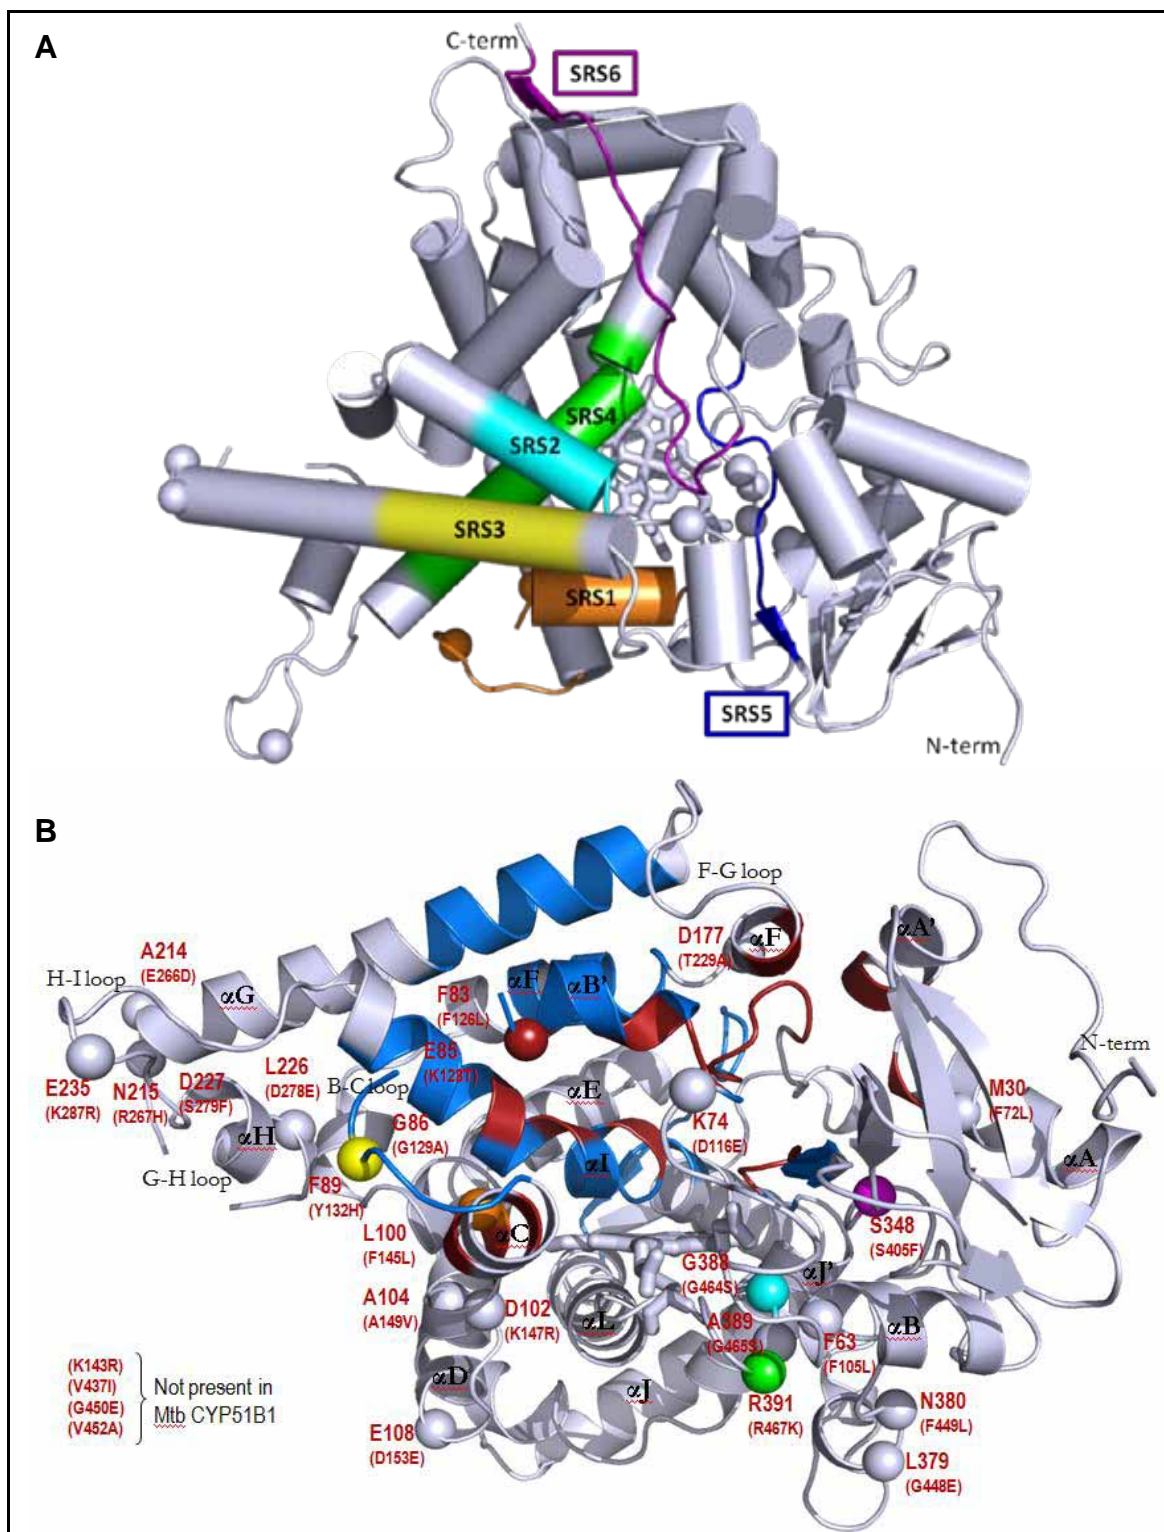 A
C-term
SRS6
SRS4
SRS2
SRS3
SRS1
SRS5
N-term
B
F-G loop
D177
(T229A)
αF
αA'
A214
(E266D)
H-I loop
αG
F83
(F126L)
αF
αB'
N-term
E235
(K287R)
N215
(R267H)
D227
(S279F)
L226
(D278E)
B-C loop
E85
(K128T)
αE
M30
(F72L)
K74
(D116E)
G86
(G129A)
αH
αI
αA
G-H loop
F89
(Y132H)
S348
(S405F)
L100
(F145L)
αC
G388
(G464S)
αJ'
A104
(A149V)
D102
(K147R)
αL
A389
(G465S)
F63
(F105L)
αB
(K143R)
(V437I)
(G450E)
(V452A)
Not present in
Mtb CYP51B1
αD
αJ
R391
(R467K)
N380
(F449L)
E108
(D153E)
L379
(G448E)